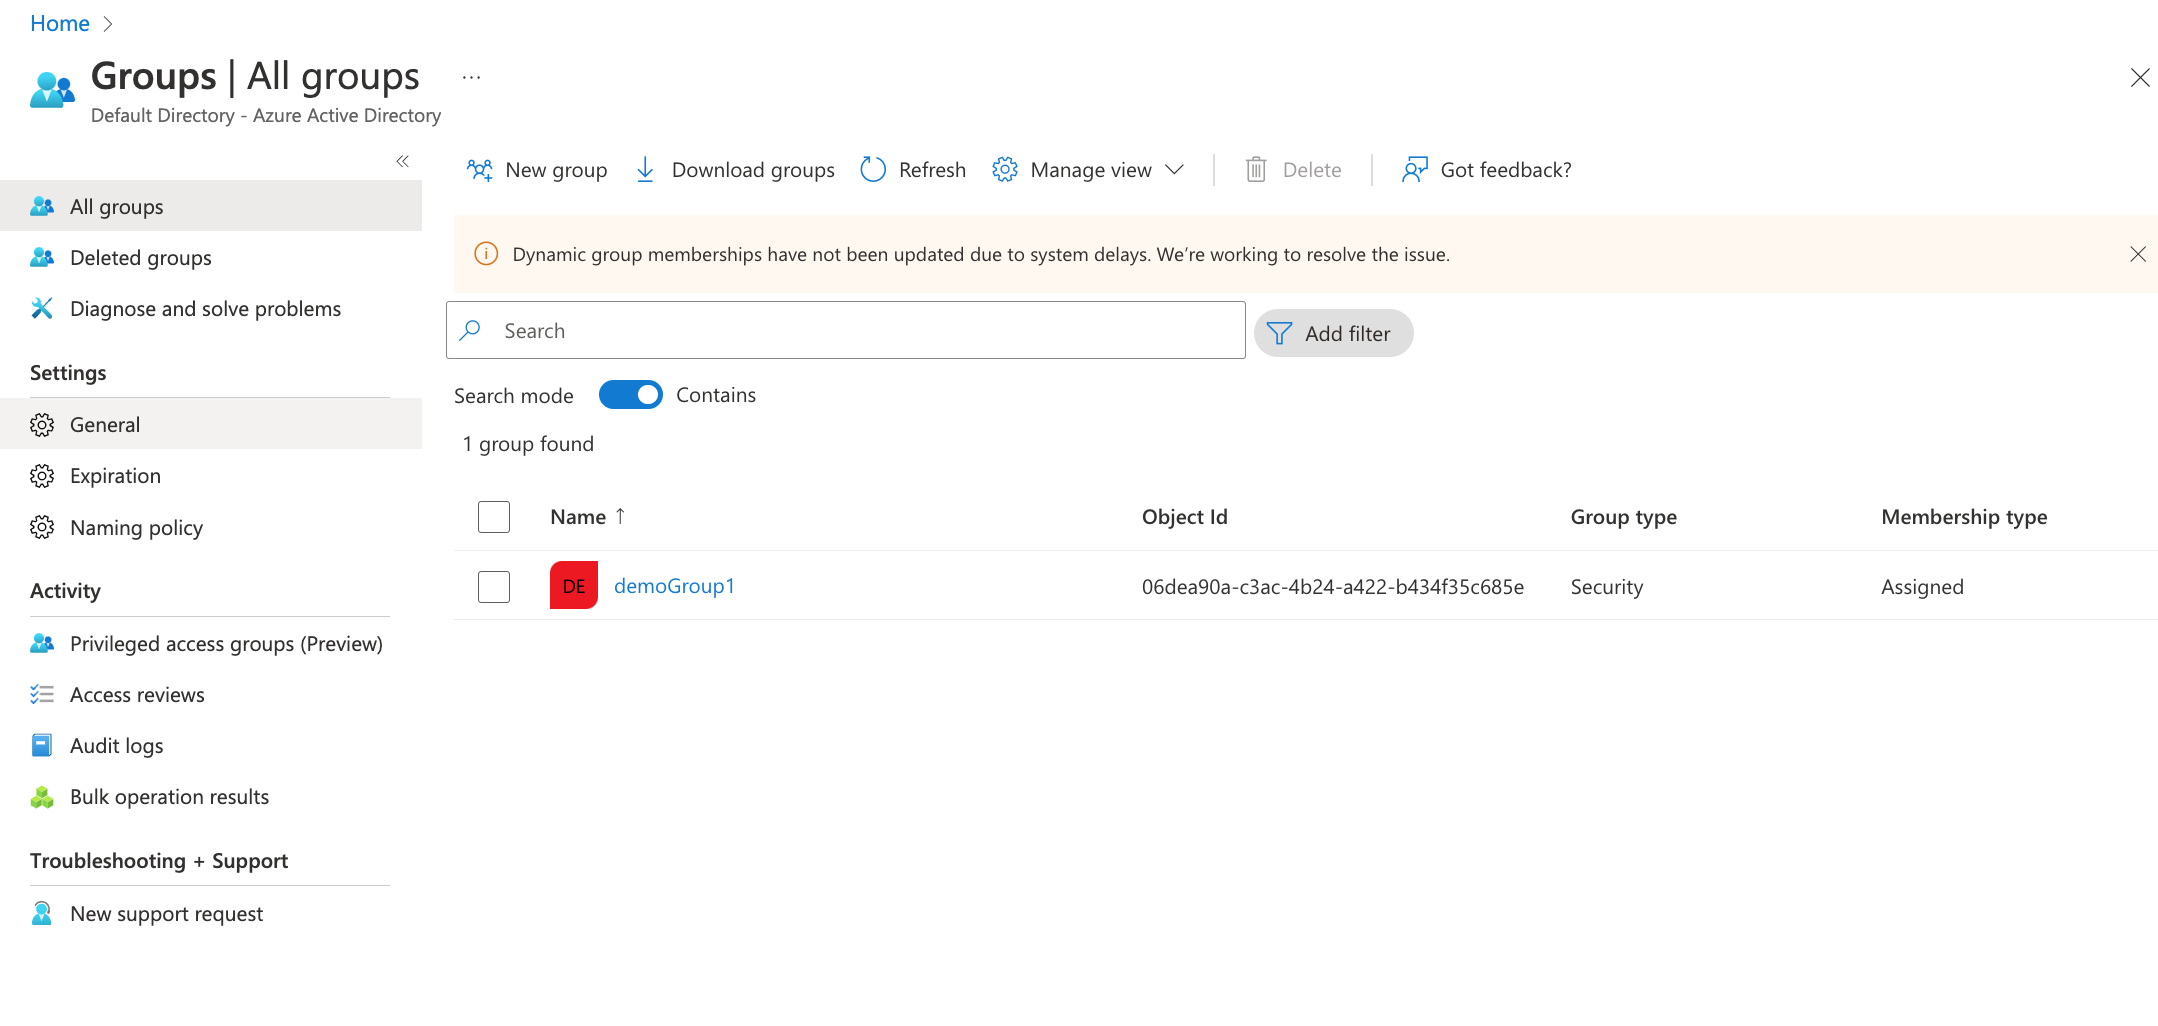 Home
Groups | All groups ...
Default Directory - Azure Active Directory
«
All groups
Deleted groups
Diagnose and solve problems
Settings
General
Expiration
Naming policy
Activity
Privileged access groups (Preview)
Access reviews
Audit logs
Bulk operation results
Troubleshooting + Support
New support request
New group Download groups Refresh Manage view Delete Got feedback?
Dynamic group memberships have not been updated due to system delays. We’re working to resolve the issue.
Search Add filter
Search mode Contains
1 group found
Name ↑ Object Id Group type Membership type
DE demoGroup1 06dea90a-c3ac-4b24-a422-b434f35c685e Security Assigned